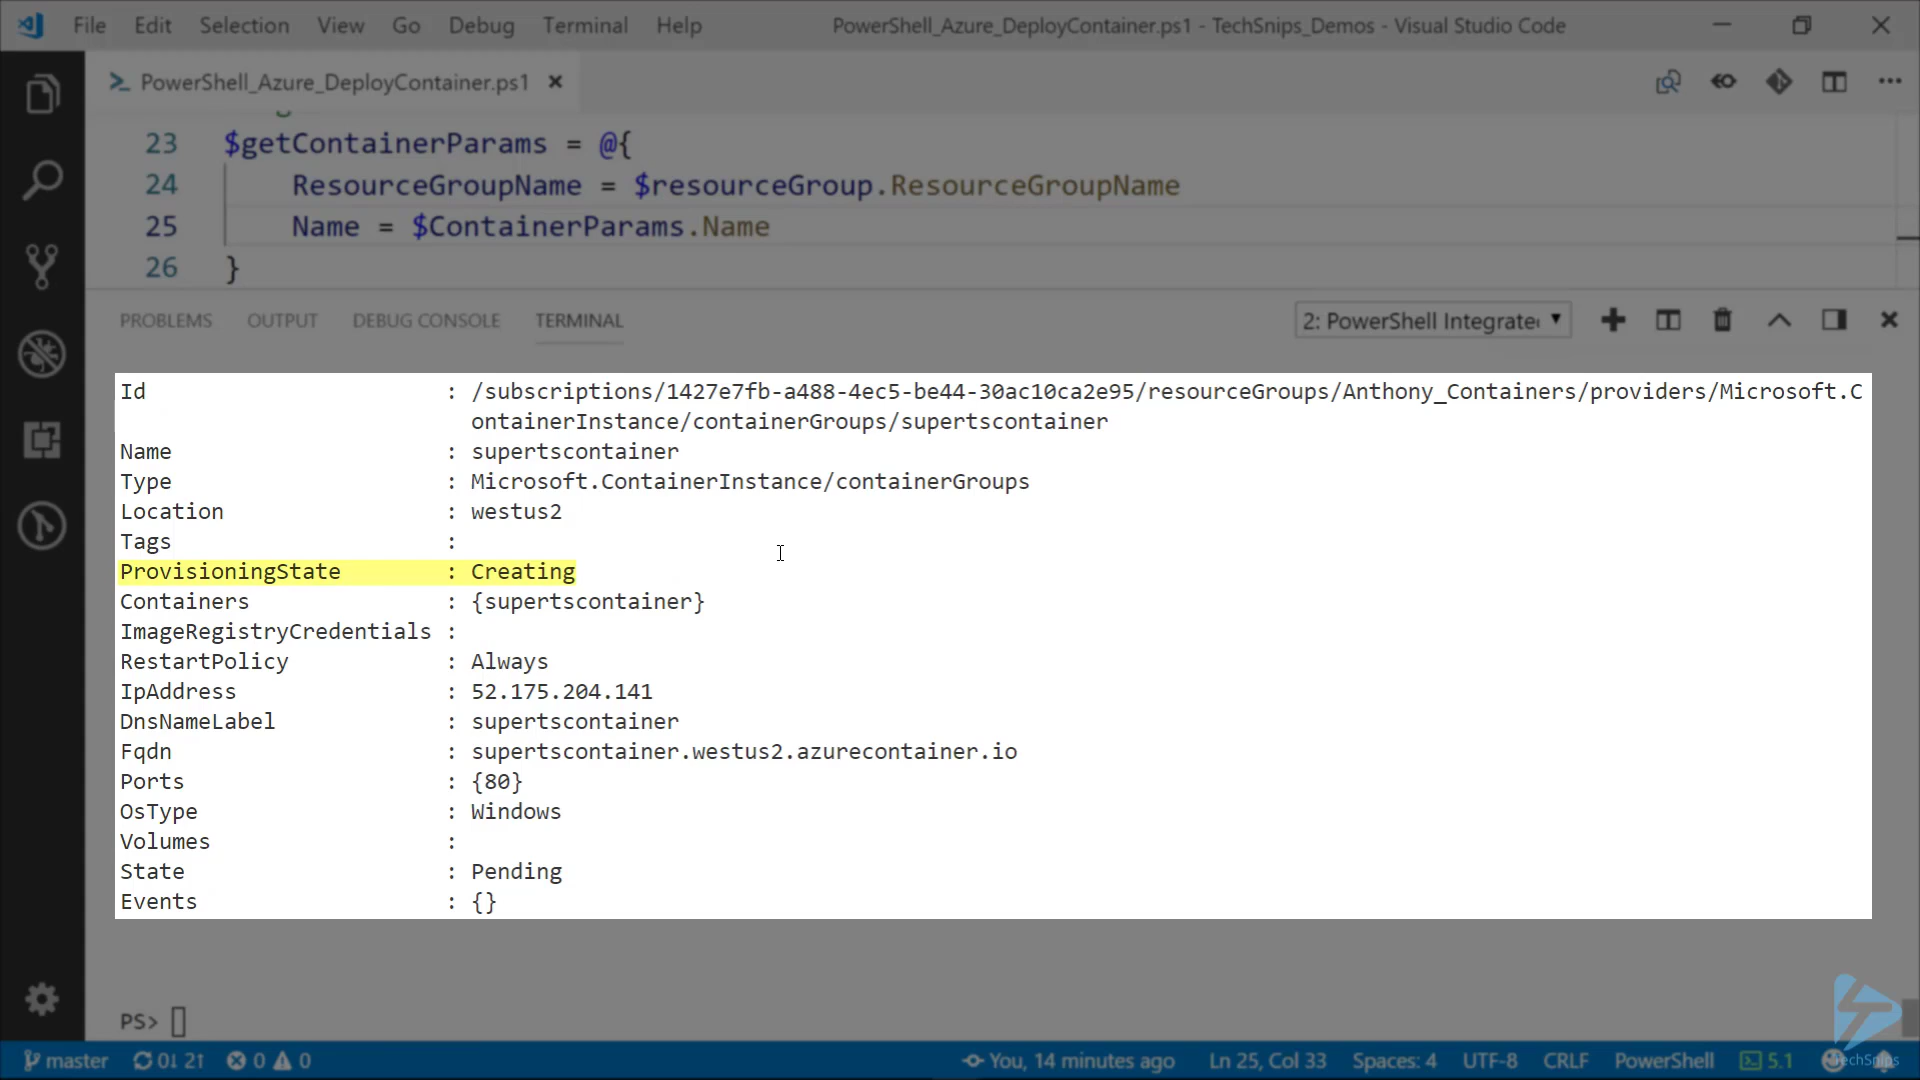 File Edit Selection View Go Debug Terminal Help PowerShell_Azure_DeployContainer.ps1 - TechSnips_Demos - Visual Studio Code
PowerShell_Azure_DeployContainer.ps1
23 $getContainerParams = @{
24 ResourceGroupName = $resourceGroup.ResourceGroupName
25 Name = $ContainerParams.Name
26 }
PROBLEMS OUTPUT DEBUG CONSOLE TERMINAL 2: PowerShell Integrate
Id : /subscriptions/1427e7fb-a488-4ec5-be44-30ac10ca2e95/resourceGroups/Anthony_Containers/providers/Microsoft.C
ontainerInstance/containerGroups/supertscontainer
Name : supertscontainer
Type : Microsoft.ContainerInstance/containerGroups
Location : westus2
Tags :
ProvisioningState : Creating
Containers : {supertscontainer}
ImageRegistryCredentials :
RestartPolicy : Always
IpAddress : 52.175.204.141
DnsNameLabel : supertscontainer
Fqdn : supertscontainer.westus2.azurecontainer.io
Ports : {80}
OsType : Windows
Volumes :
State : Pending
Events : {}
PS>
master 0↓ 2↑ 0 0 You, 14 minutes ago Ln 25, Col 33 Spaces: 4 UTF-8 CRLF PowerShell 5.1
TechSnips